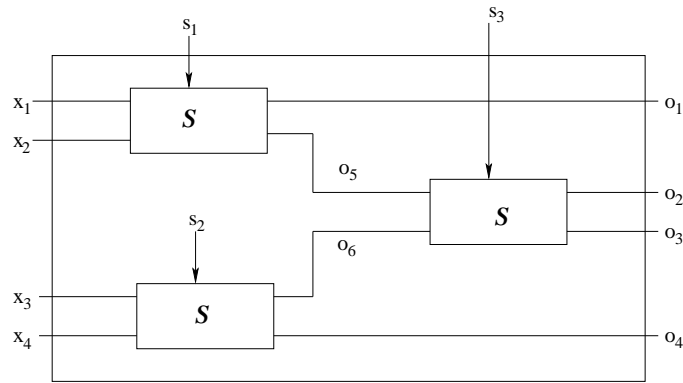 s₁
s₃
x₁
S
o₁
x₂
o₅
o₂
S
s₂
o₆
o₃
x₃
S
x₄
o₄